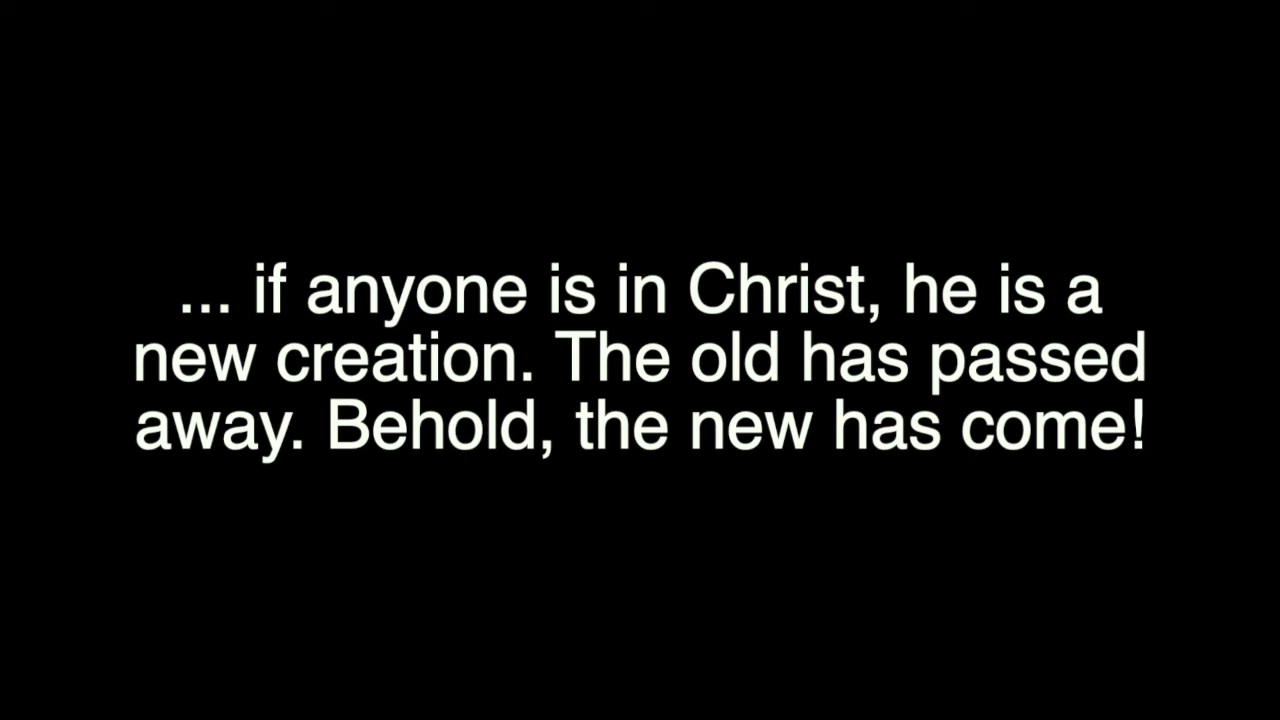 ... if anyone is in Christ, he is a
new creation. The old has passed
away. Behold, the new has come!